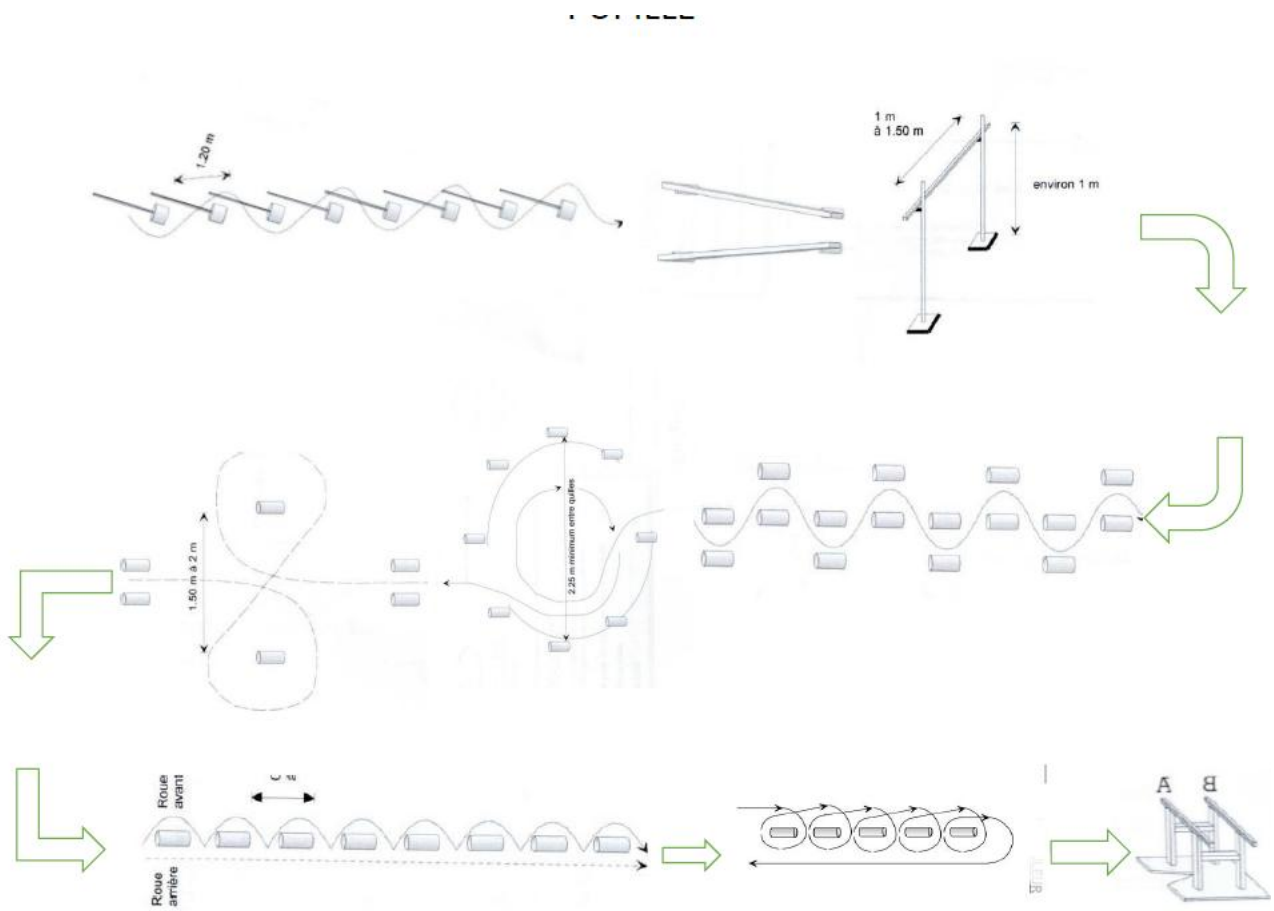 1.20 m
1 m
à 1.50 m
environ 1 m
1.50 m à 2 m
2.25 m minimum entre quilles
Roue
avant
Roue
arrière
A B